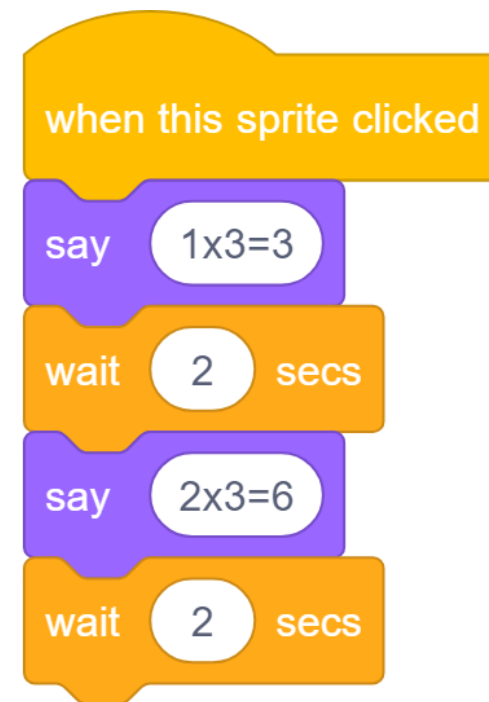 when this sprite clicked
say 1x3=3
wait 2 secs
say 2x3=6
wait 2 secs